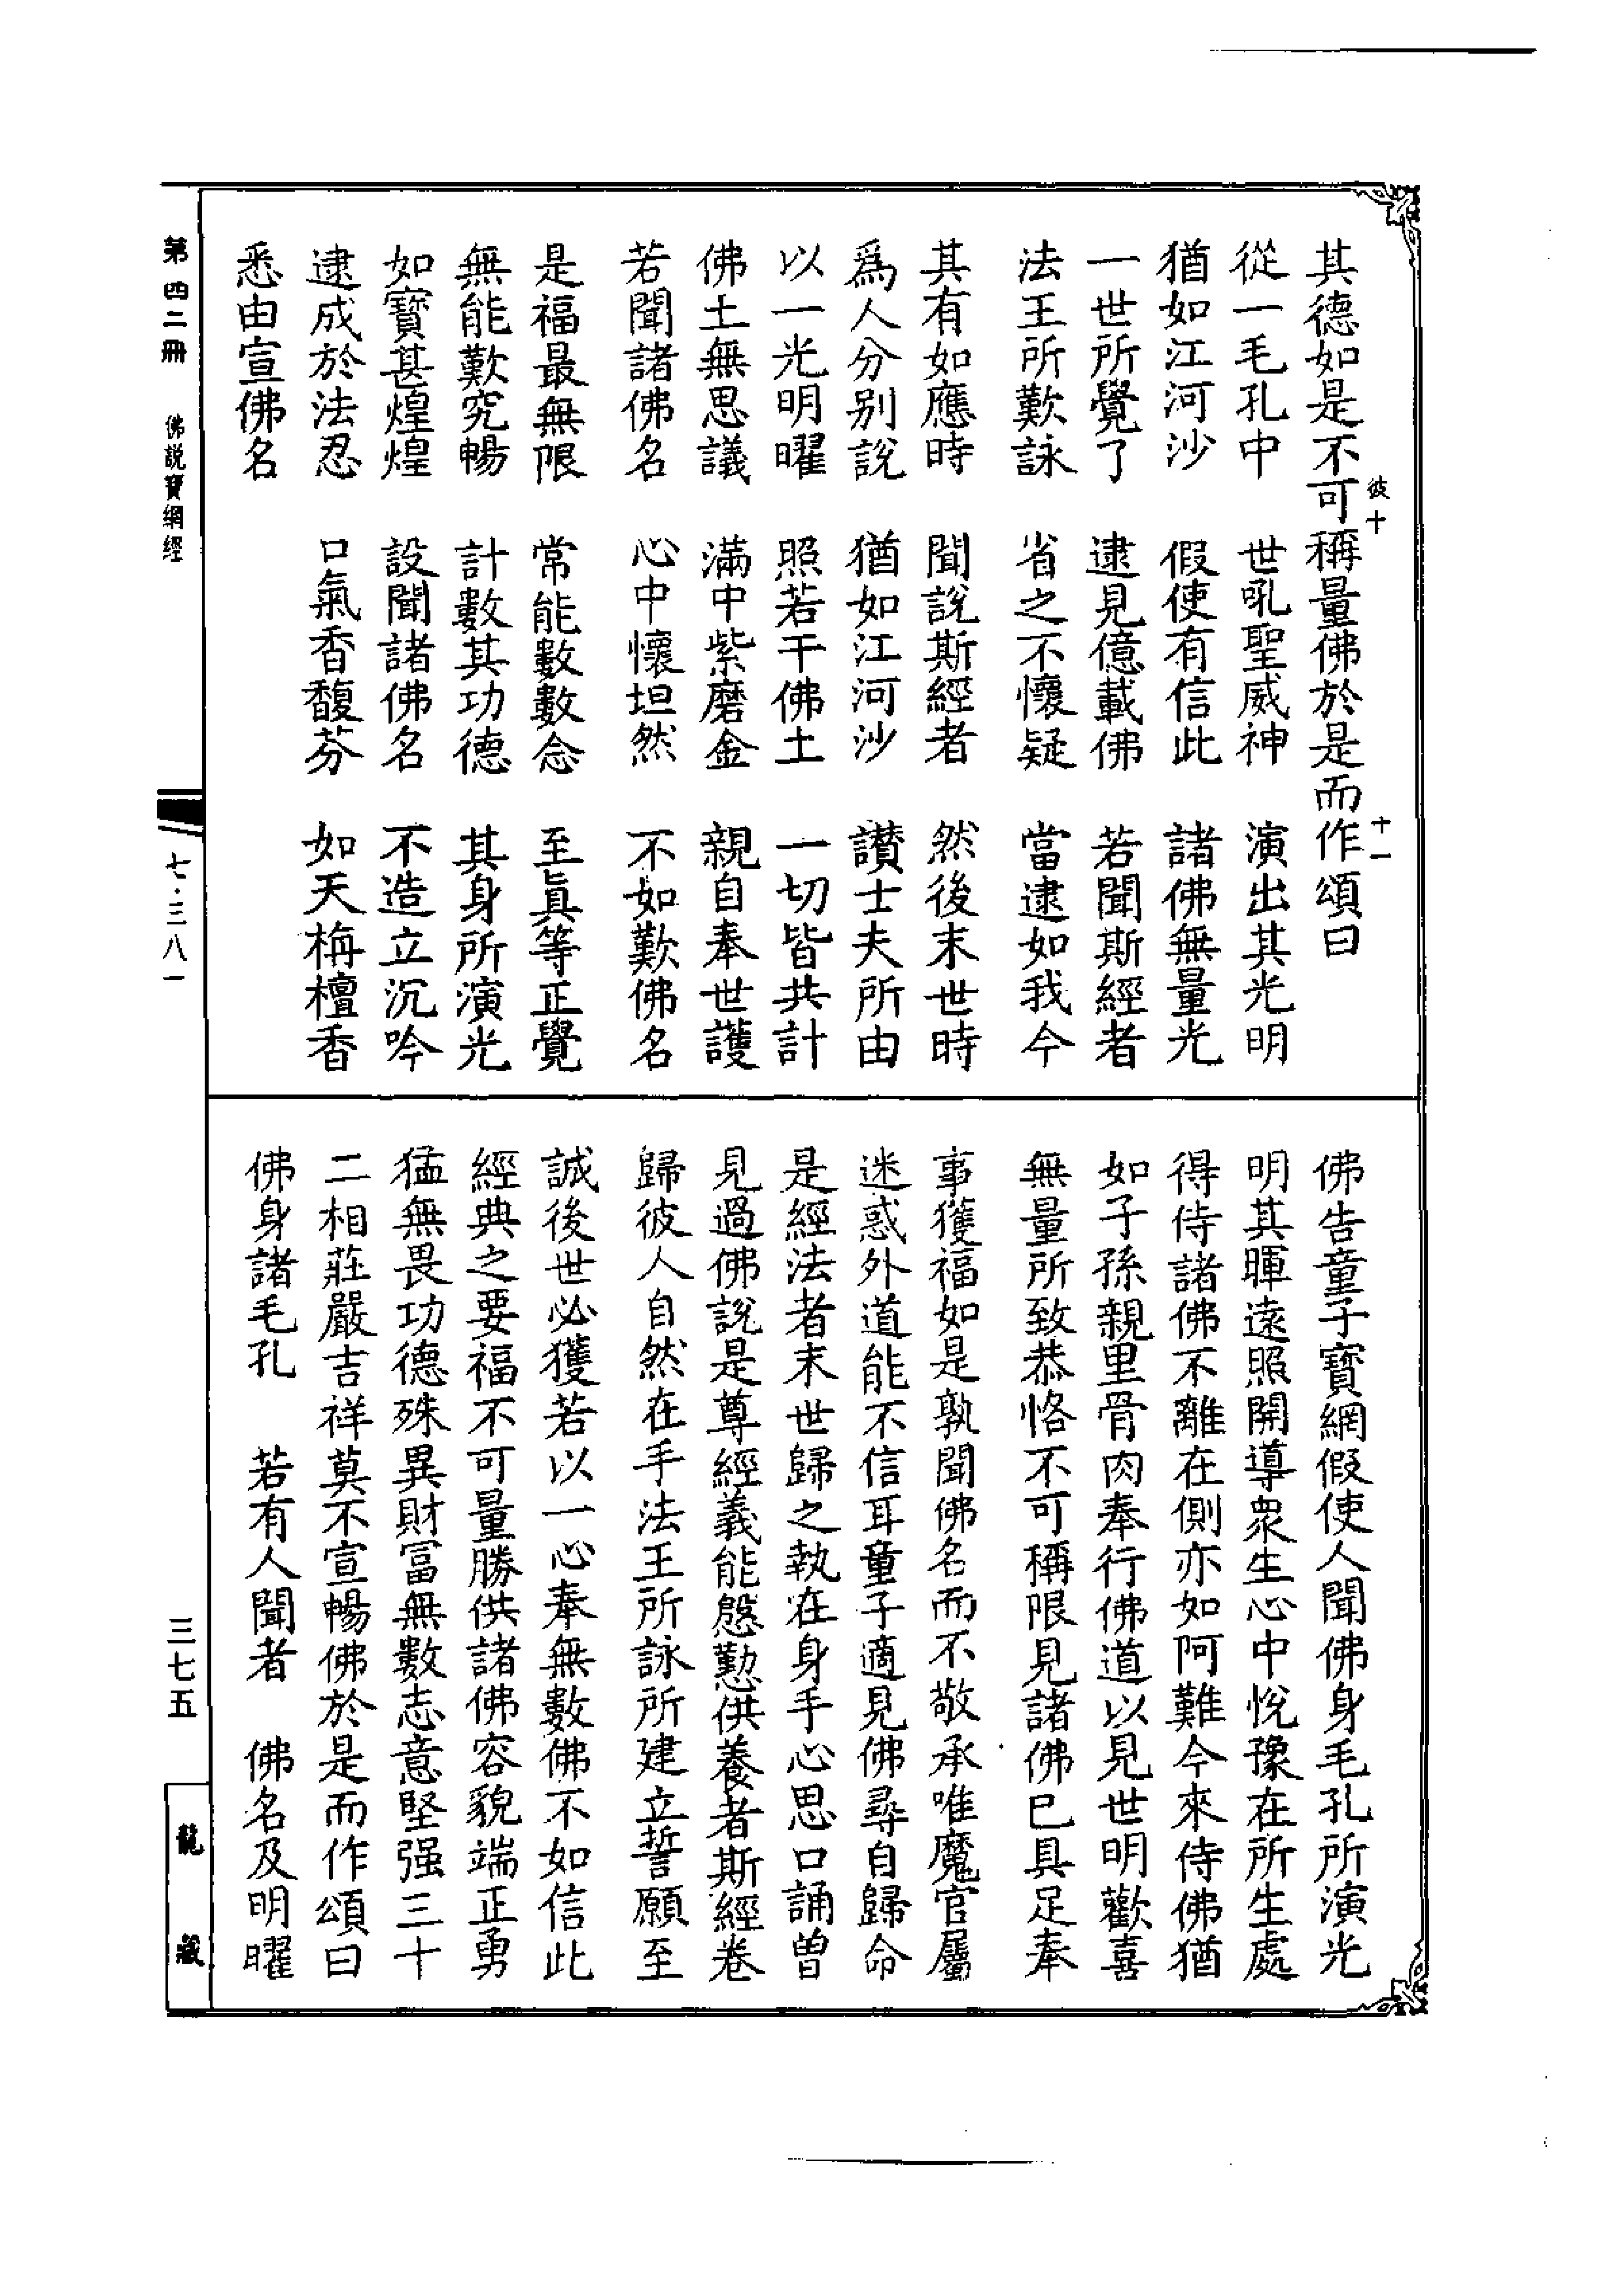 彼十　十一
其德如是不可稱量佛於是而作頌曰
從一毛孔中　世吼聖威神　演出其光明
猶如江河沙　假使有信此　諸佛無量光
一世所覺了　逮見億載佛　若聞斯經者
法王所歎詠　省之不懷疑　當逮如我今
其有如應時　聞說斯經者　然後末世時
爲人分別說　猶如江河沙　讃士夫所由
以一光明曜　照若干佛土　一切皆共計
佛土無思議　滿中紫磨金　親自奉世護
若聞諸佛名　心中懷坦然　不如歎佛名
是福最無限　常能數數念　至眞等正覺
無能歎究暢　計數其功德　其身所演光
如寶甚煌煌　設聞諸佛名　不造立沉吟
逮成於法忍　口氣香馥芬　如天栴檀香
悉由宣佛名
佛告童子寶網假使人聞佛身毛孔所演光
明其暉遠照開導衆生心中悅豫在所生處
得侍諸佛不離在側亦如阿難今來侍佛猶
如子孫親里骨肉奉行佛道以見世明歡喜
無量所致恭恪不可稱限見諸佛已具足奉
事獲福如是孰聞佛名而不敬承唯魔官屬
迷惑外道能不信耳童子適見佛尋自歸命
是經法者末世歸之執在身手心思口誦曾
見過佛說是尊經義能慇懃供養者斯經卷
歸彼人自然在手法王所詠所建立誓願至
誠後世必獲若以一心奉無數佛不如信此
經典之要福不可量勝供諸佛容貌端正勇
猛無畏功德殊異財富無數志意堅强三十
二相莊嚴吉祥莫不宣暢佛於是而作頌曰
佛身諸毛孔　若有人聞者　佛名及明曜
第四二冊　佛説寶網經　七·三八一　三七五　龍藏